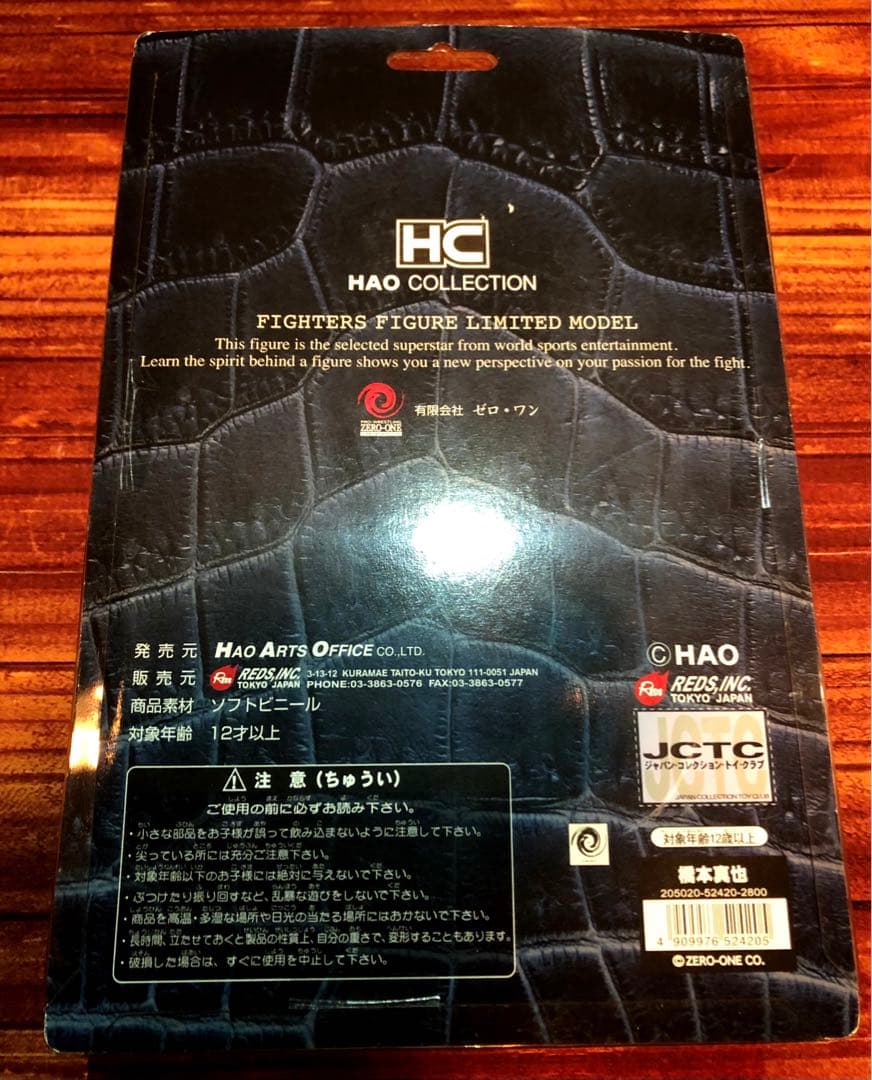 HC
HAO COLLECTION
FIGHTERS FIGURE LIMITED MODEL
This figure is the selected superstar from world sports entertainment.
Learn the spirit behind a figure shows you a new perspective on your passion for the fight.
PRO-WRESTLING
ZERO-ONE
有限会社 ゼロ・ワン
発売元 HAO ARTS OFFICE CO.,LTD.
販売元 Reds REDS,INC. TOKYO JAPAN 3-13-12 KURAMAE TAITO-KU TOKYO 111-0051 JAPAN
PHONE:03-3863-0576 FAX:03-3863-0577
商品素材 ソフトビニール
対象年齢 12才以上
©HAO
REDS,INC.
TOKYO JAPAN
JCTC
ジャパン・コレクション・トイ・クラブ
JAPAN COLLECTION TOY CLUB
対象年齢12歳以上
橋本真也
205020-52420-2800
4 909976 524205
©ZERO-ONE CO.
⚠ 注意(ちゅうい)
ご使用の前に必ずお読み下さい。
・小さな部品をお子様が誤って飲み込まないように注意して下さい。
・尖っている所には充分ご注意下さい。
・対象年齢以下のお子様には絶対に与えないで下さい。
・ぶつけたり振り回すなど、乱暴な遊びをしないで下さい。
・商品を高温・多湿な場所や日光の当たる場所にはおかないで下さい。
・長時間、立たせておくと製品の性質上、自分の重さで、変形することもあります。
・破損した場合は、すぐに使用を中止して下さい。